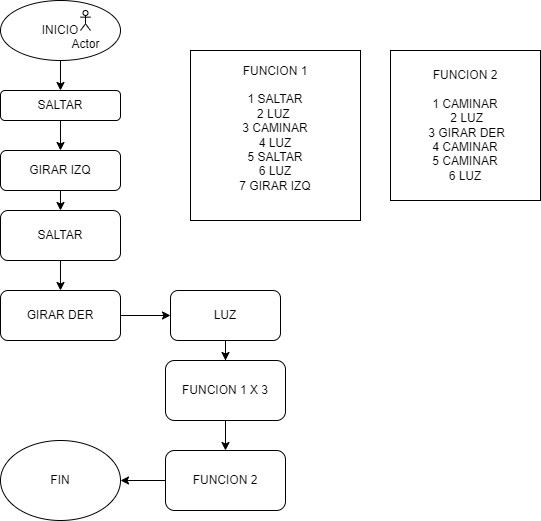 INICIO
Actor
SALTAR
GIRAR IZQ
SALTAR
GIRAR DER
LUZ
FUNCION 1 X 3
FUNCION 2
FIN
FUNCION 1
1 SALTAR
2 LUZ
3 CAMINAR
4 LUZ
5 SALTAR
6 LUZ
7 GIRAR IZQ
FUNCION 2
1 CAMINAR
2 LUZ
3 GIRAR DER
4 CAMINAR
5 CAMINAR
6 LUZ